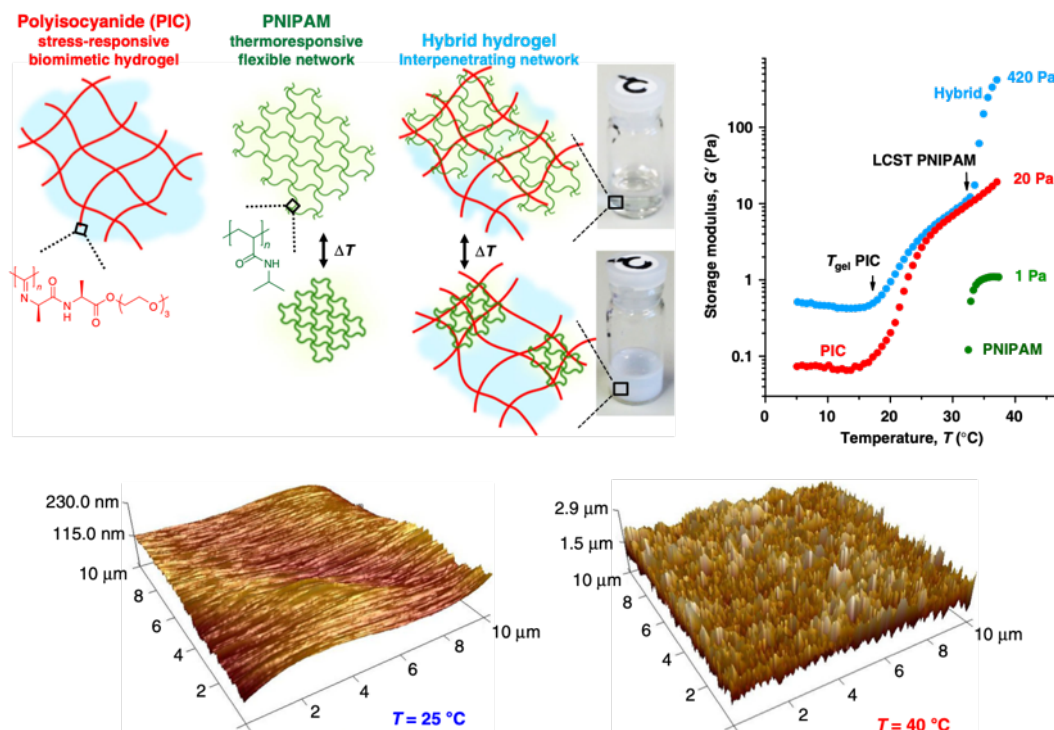 Polyisocyanide (PIC)
stress-responsive
biomimetic hydrogel
PNIPAM
thermoresponsive
flexible network
Hybrid hydrogel
Interpenetrating network
ΔT
ΔT
n
N
O
N
H
O
O
O
3
n
O
NH
Storage modulus, G′ (Pa)
100
10
1
0.1
0
10
20
30
40
Temperature, T (°C)
Hybrid
420 Pa
LCST PNIPAM
20 Pa
Tgel PIC
1 Pa
PIC
PNIPAM
230.0 nm
115.0 nm
10 μm
8
6
4
2
2
4
6
8
10 μm
T = 25 °C
2.9 μm
1.5 μm
10 μm
8
6
4
2
2
4
6
8
10 μm
T = 40 °C